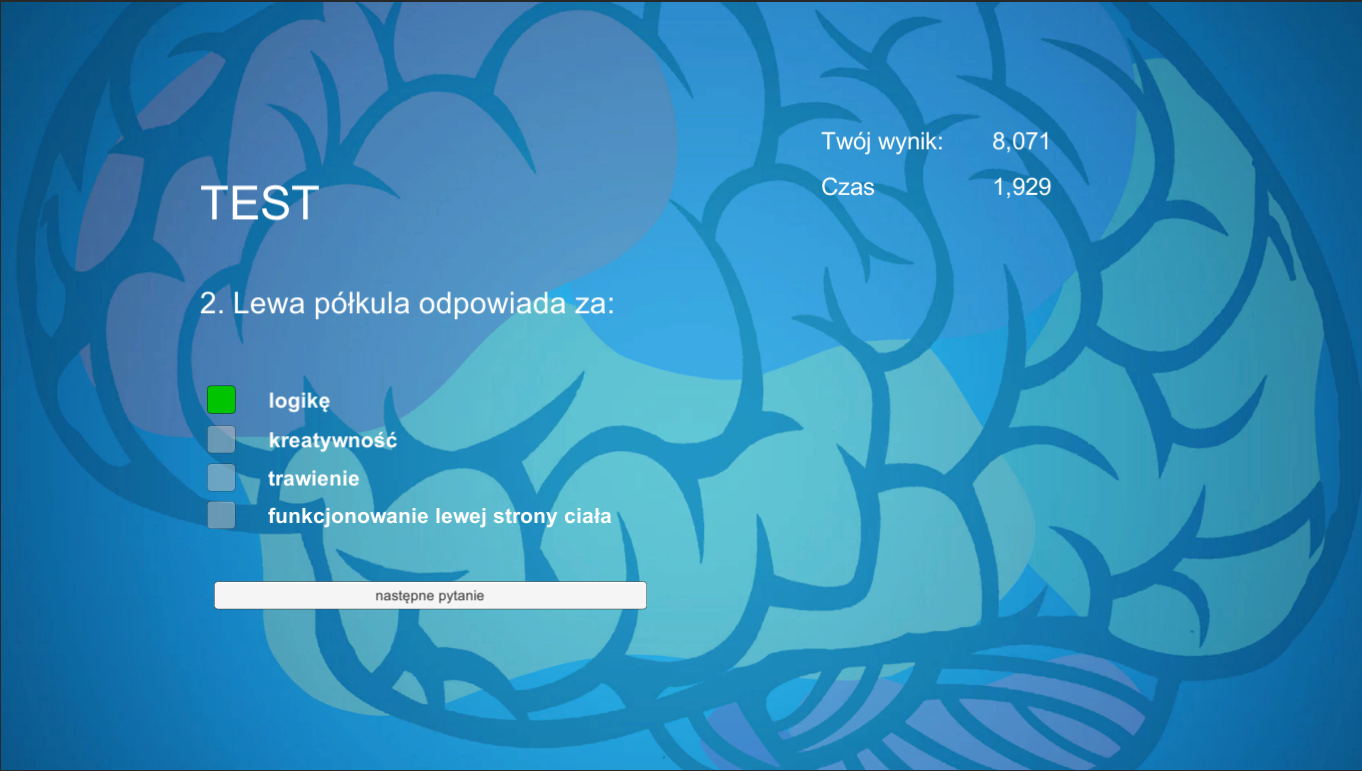 Twój wynik: 8,071
Czas 1,929
TEST
2. Lewa półkula odpowiada za:
logikę
kreatywność
trawienie
funkcjonowanie lewej strony ciała
następne pytanie